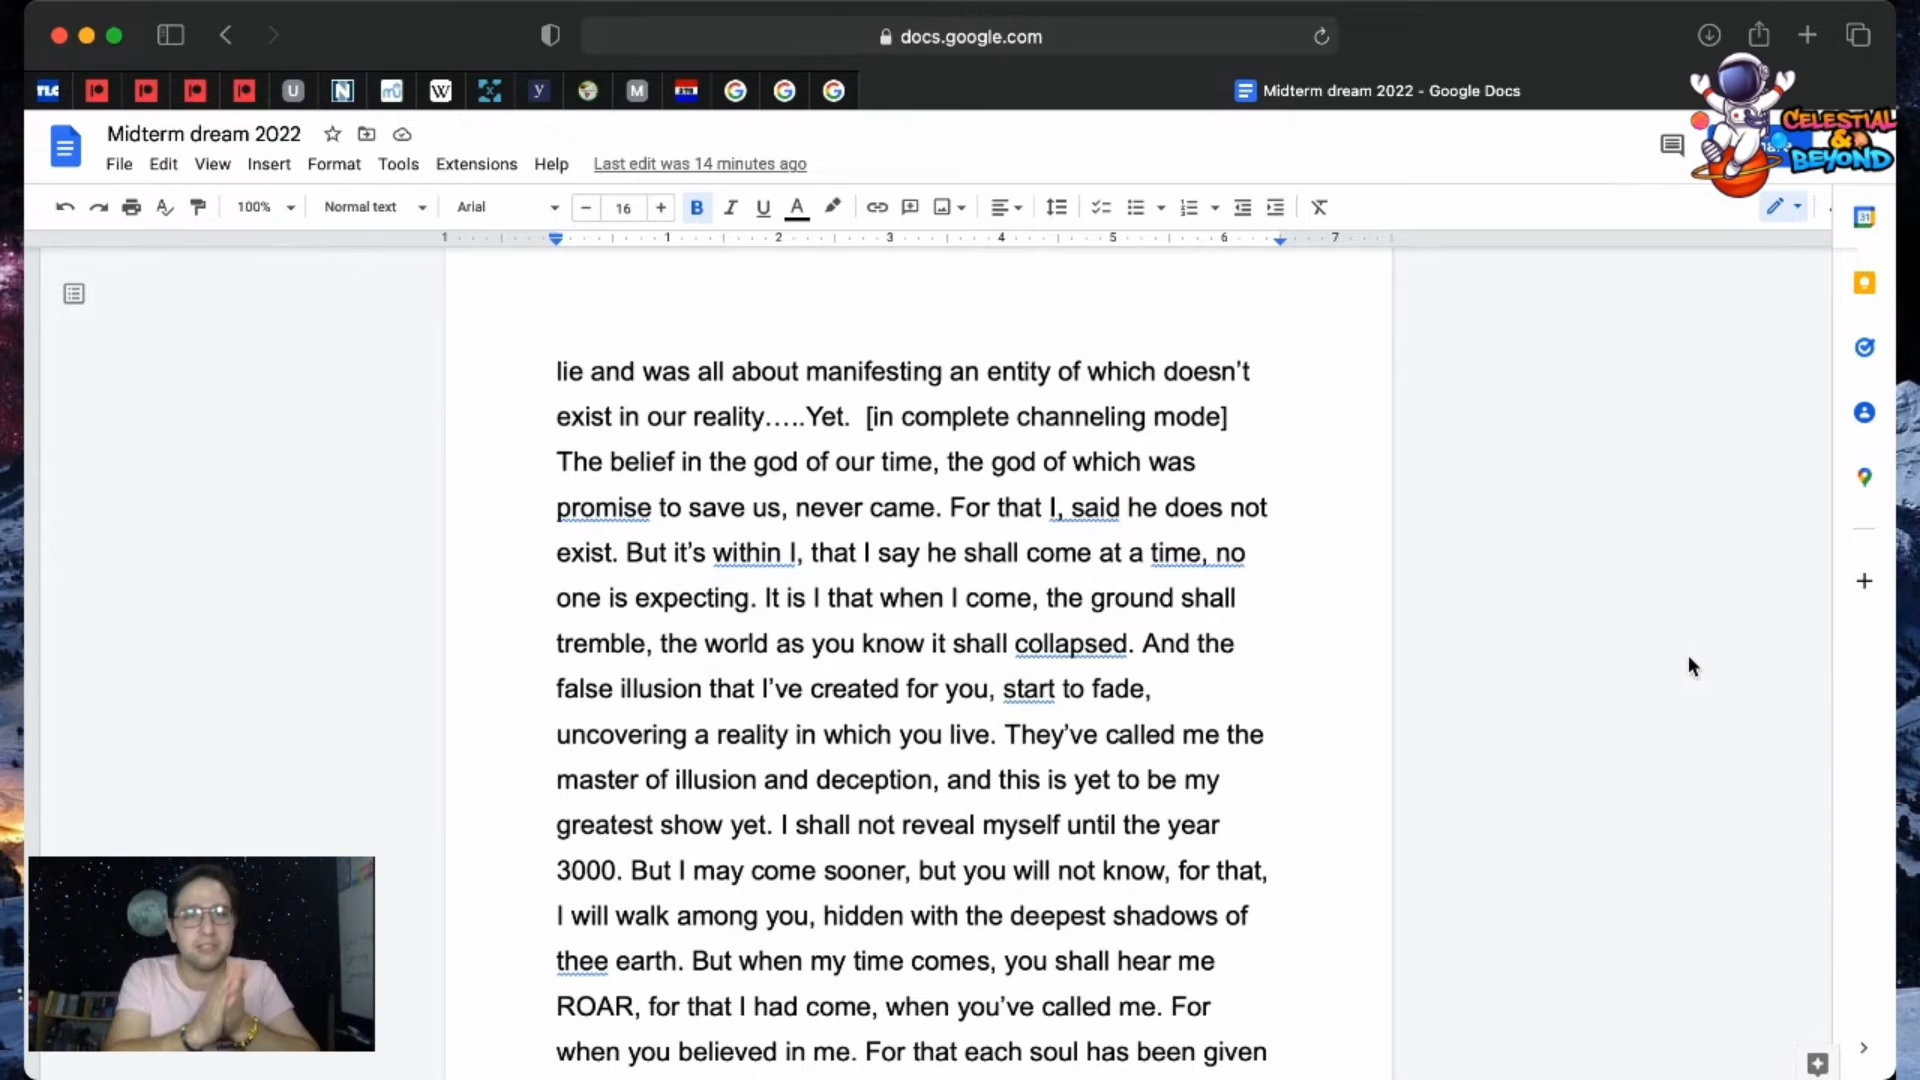 docs.google.com
TLC
U
N
W
y
M
G
G
G
Midterm dream 2022 - Google Docs
CELESTIAL
&
BEYOND
Midterm dream 2022
File Edit View Insert Format Tools Extensions Help Last edit was 14 minutes ago
100% Normal text Arial - 16 + B I U A
31
1 1 2 3 4 5 6 7
lie and was all about manifesting an entity of which doesn’t
exist in our reality…..Yet. [in complete channeling mode]
The belief in the god of our time, the god of which was
promise to save us, never came. For that I, said he does not
exist. But it’s within I, that I say he shall come at a time, no
one is expecting. It is I that when I come, the ground shall
tremble, the world as you know it shall collapsed. And the
false illusion that I’ve created for you, start to fade,
uncovering a reality in which you live. They’ve called me the
master of illusion and deception, and this is yet to be my
greatest show yet. I shall not reveal myself until the year
3000. But I may come sooner, but you will not know, for that,
I will walk among you, hidden with the deepest shadows of
thee earth. But when my time comes, you shall hear me
ROAR, for that I had come, when you’ve called me. For
when you believed in me. For that each soul has been given